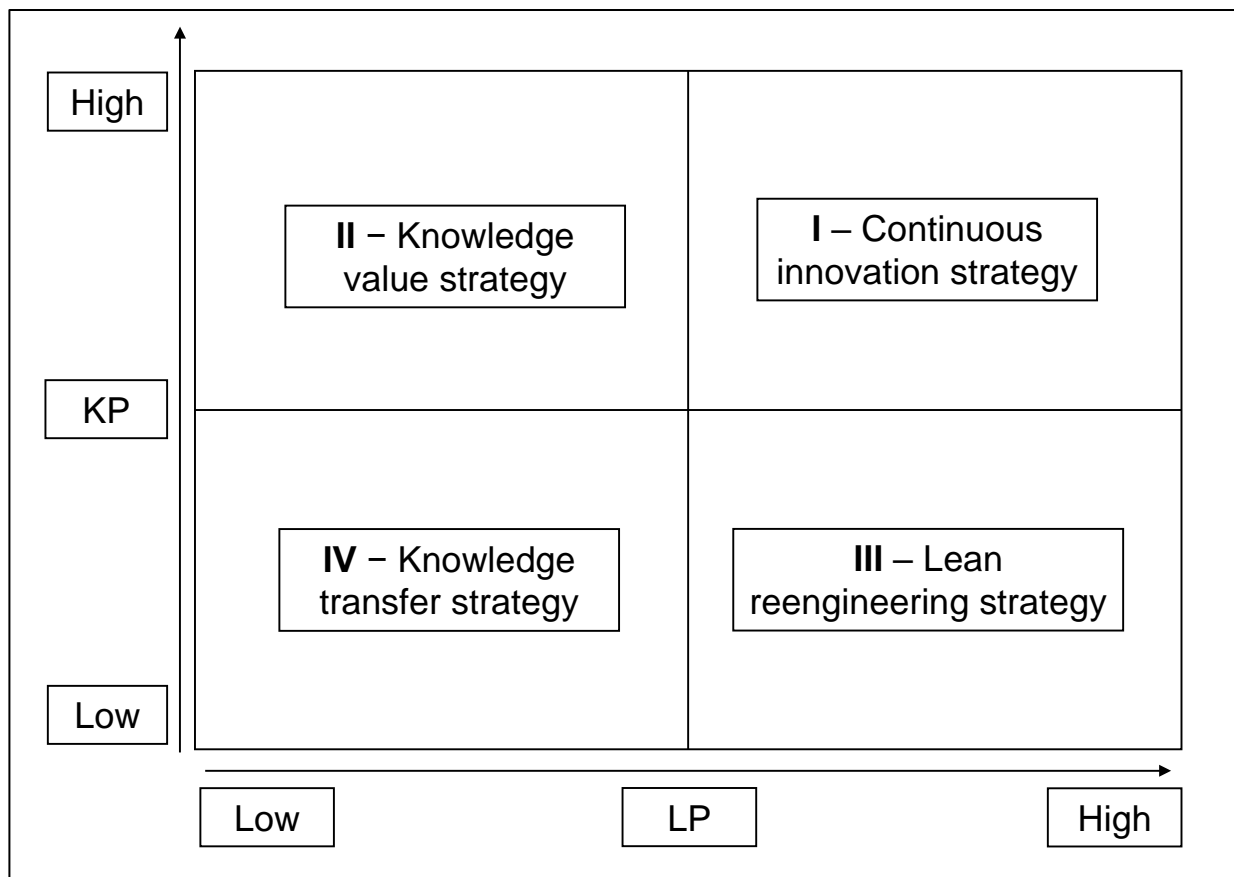 High
II − Knowledge
value strategy
I – Continuous
innovation strategy
KP
IV − Knowledge
transfer strategy
III – Lean
reengineering strategy
Low
Low
LP
High